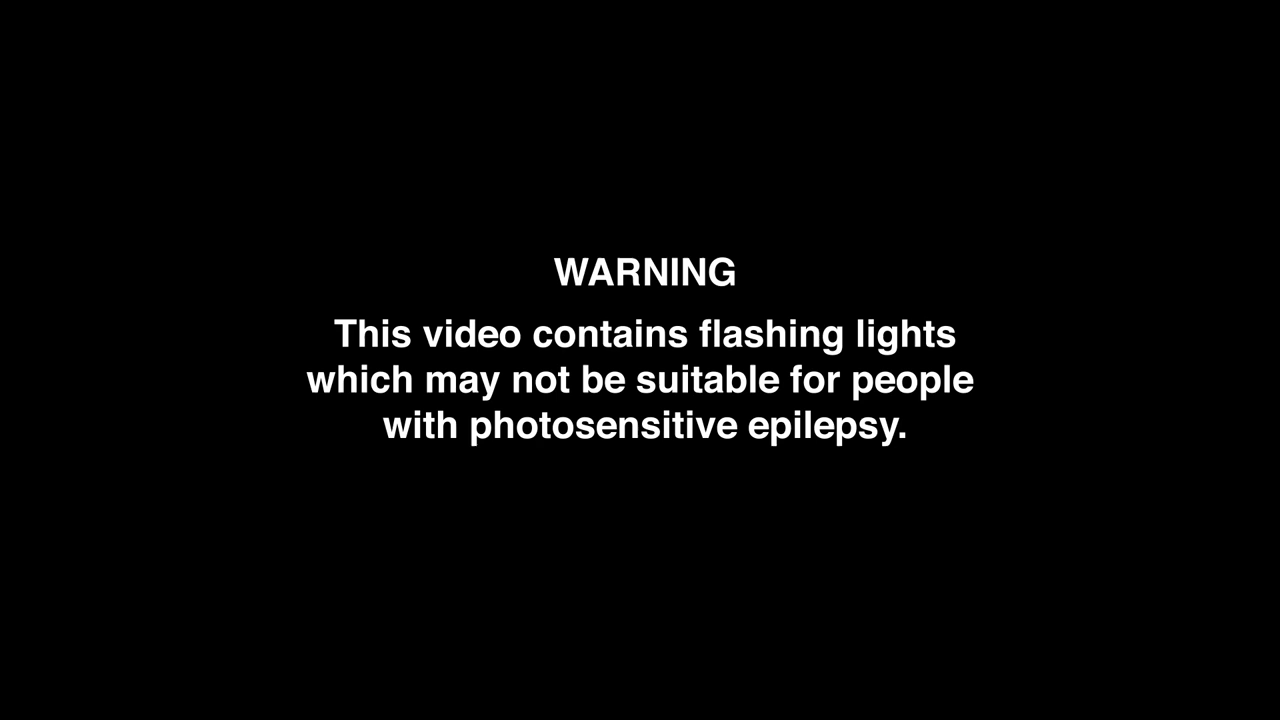 WARNING
This video contains flashing lights
which may not be suitable for people
with photosensitive epilepsy.